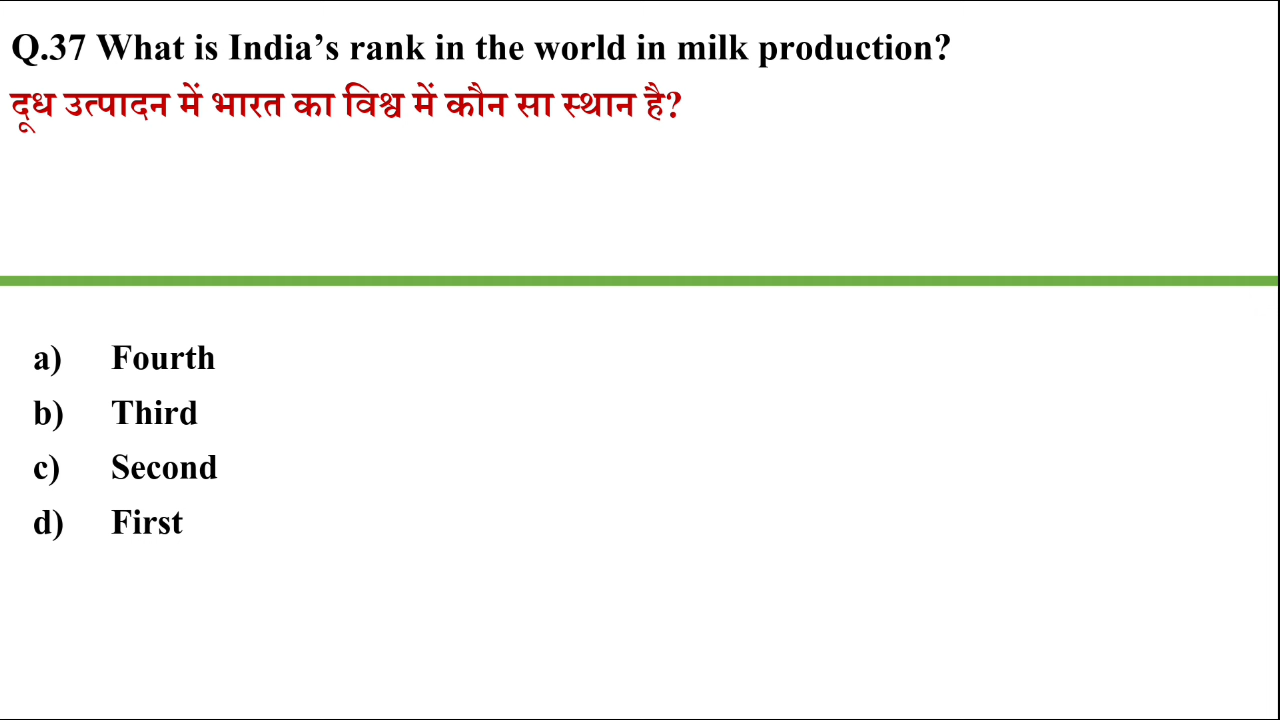 Q.37 What is India’s rank in the world in milk production?
दूध उत्पादन में भारत का विश्व में कौन सा स्थान है?
a) Fourth
b) Third
c) Second
d) First